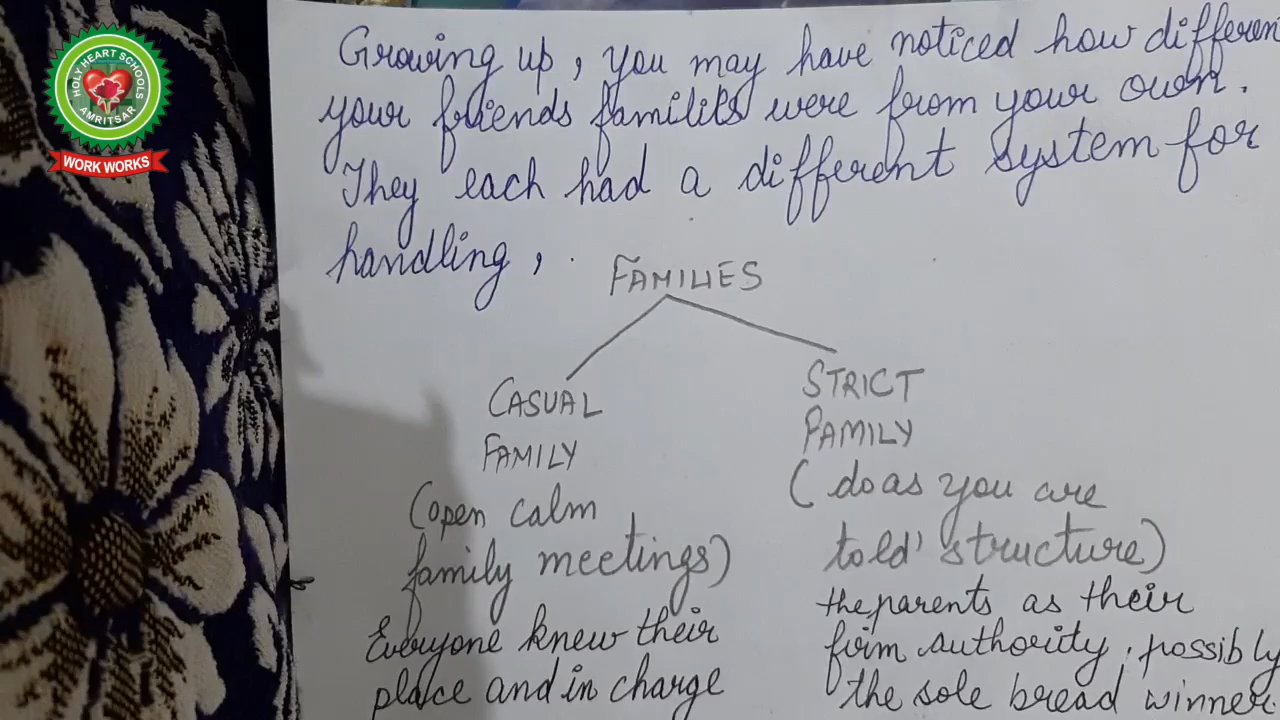 HOLY HEART SCHOOLS
AMRITSAR
WORK WORKS
Growing up, you may have noticed how differen
your friends families were from your own.
They each had a different system for
handling,
FAMILIES
CASUAL
FAMILY
(open calm
family meetings)
Everyone knew their
place and in charge
STRICT
FAMILY
(do as you are
told' structure)
the parents as their
firm authority, possibly
the sole bread winner.